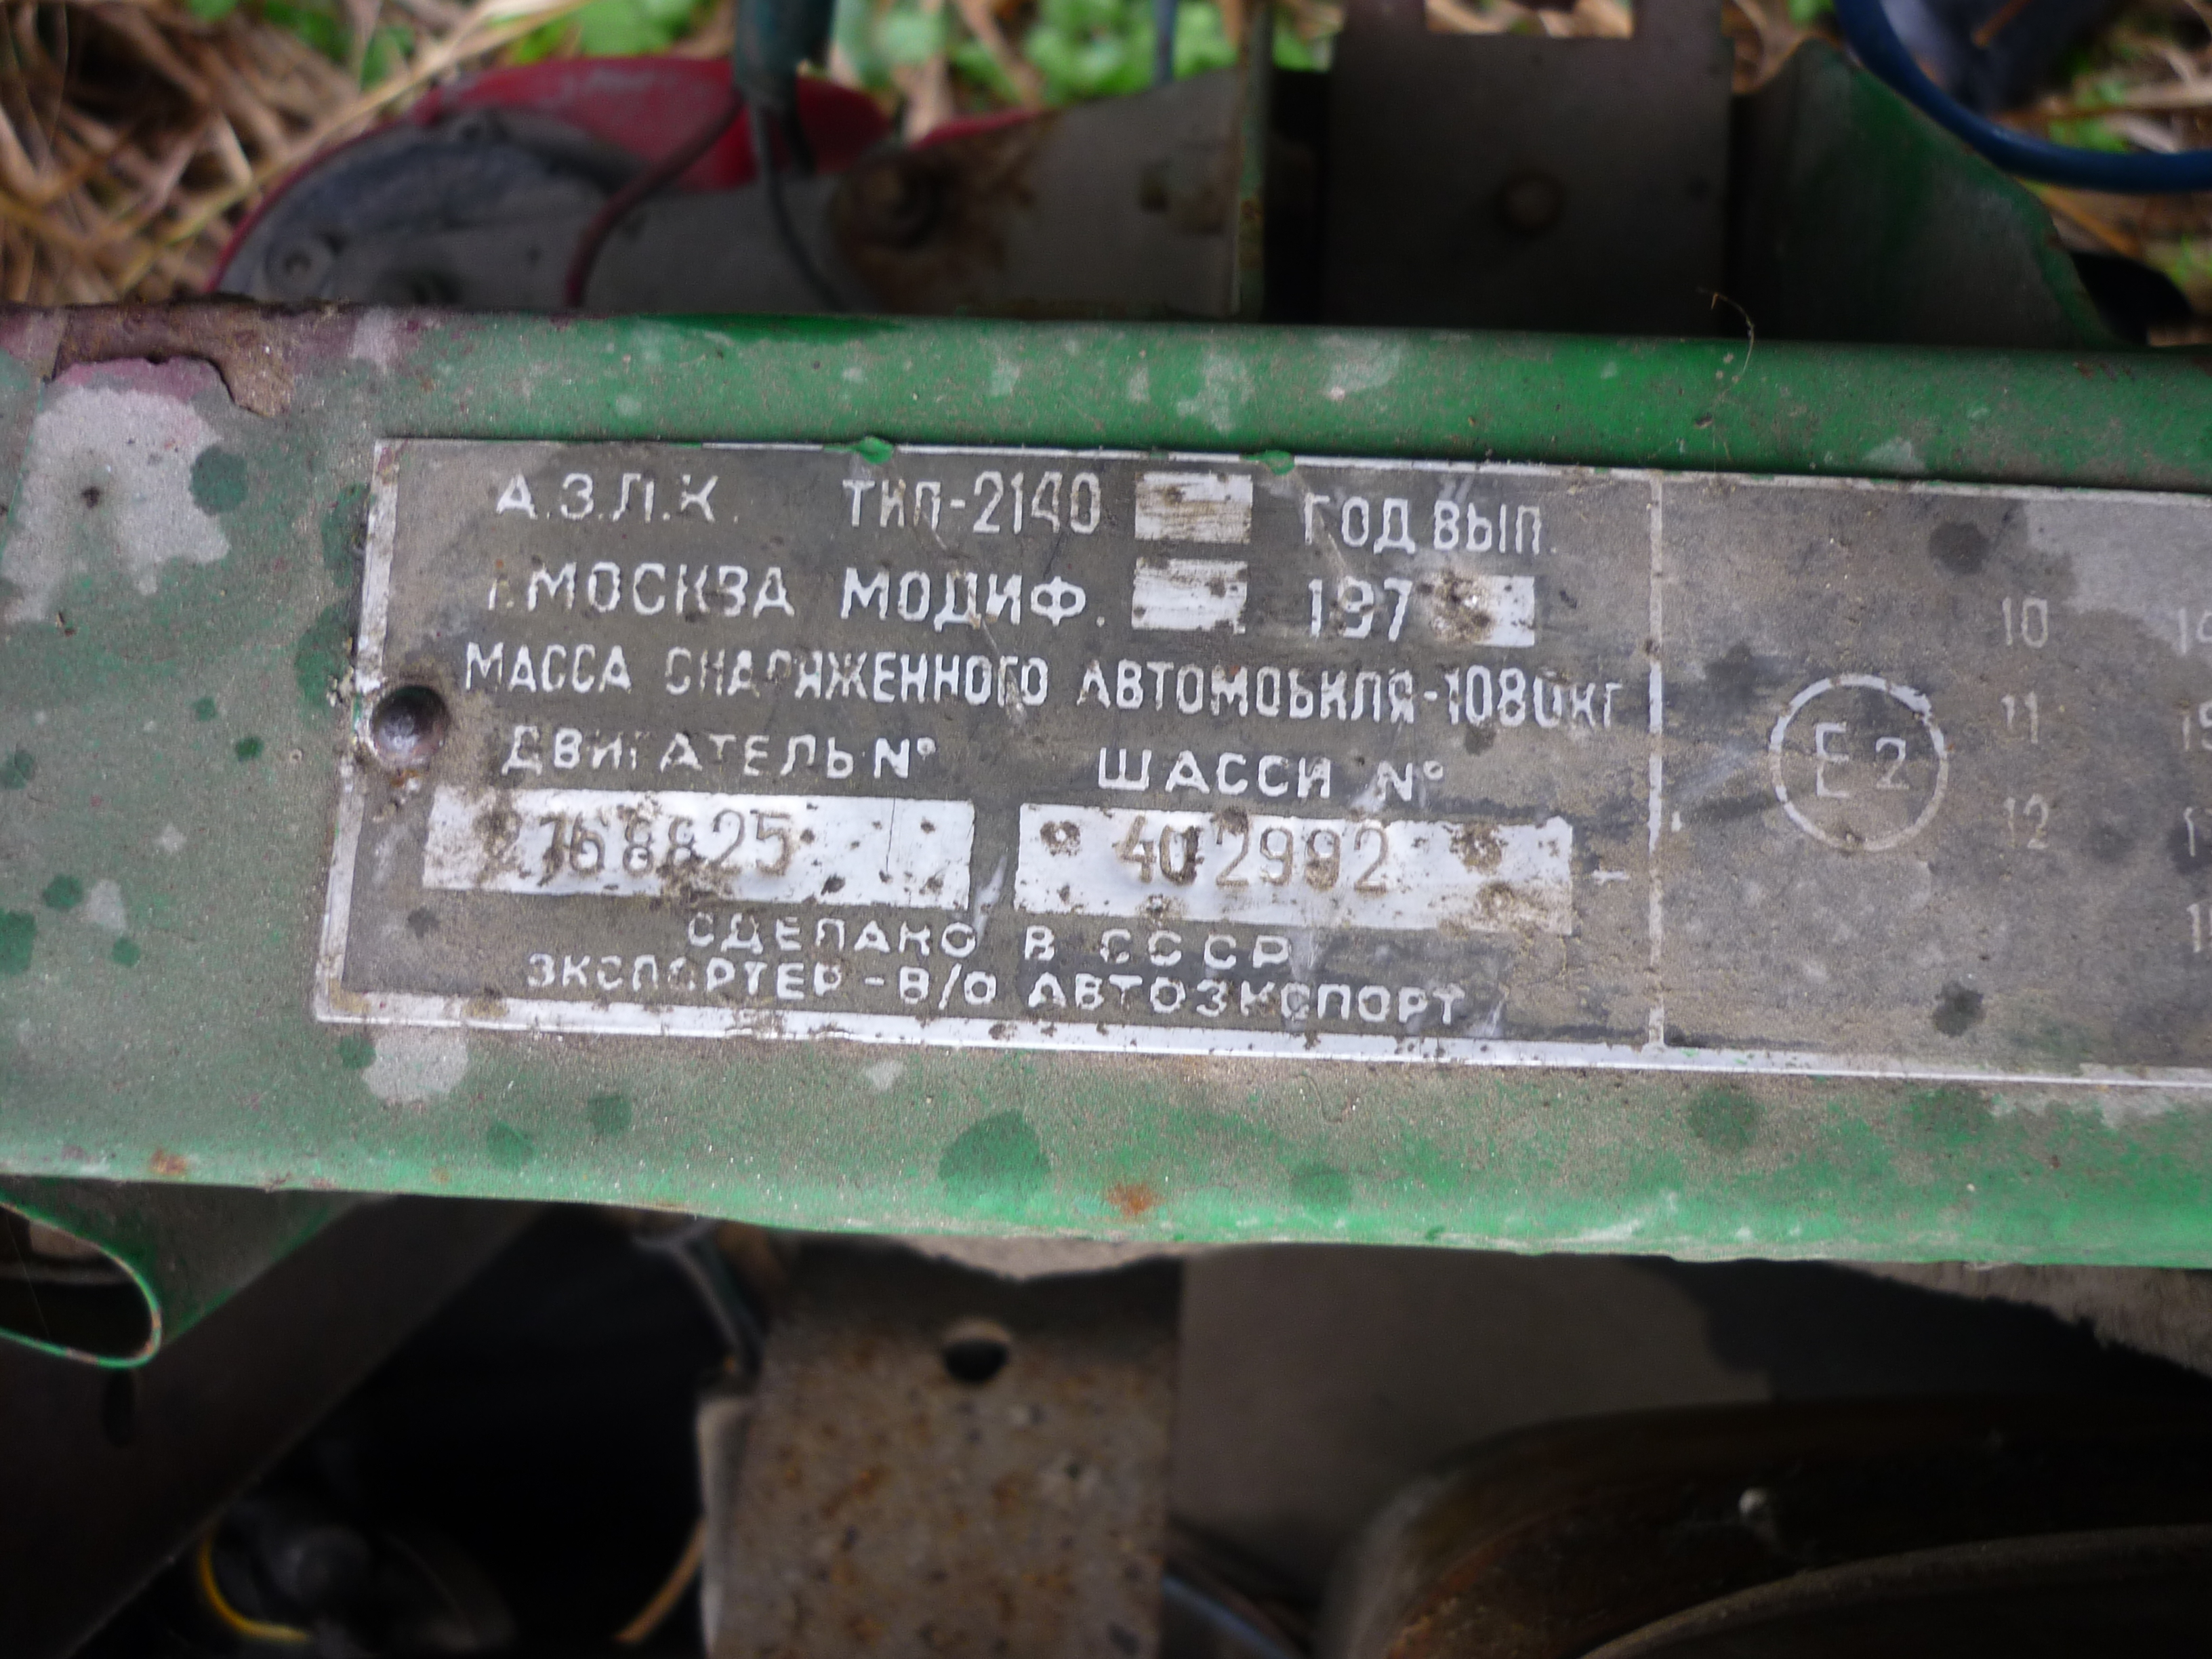 А.З.Л.К. ТИП-2140 ГОД ВЫП.
г. МОСКВА МОДИФ. 197
МАССА СНАРЯЖЕННОГО АВТОМОБИЛЯ-1080кг
ДВИГАТЕЛЬ № ШАССИ №
2768825 402992
СДЕЛАНО В СССР
ЭКСПОРТЕР - В/О АВТОЭКСПОРТ
E2
10
11
12